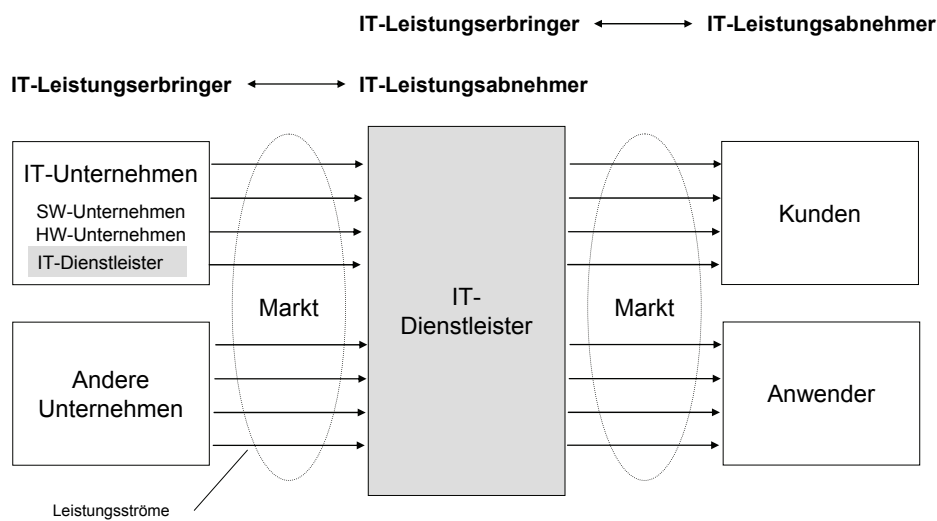 IT-Leistungserbringer IT-Leistungsabnehmer
IT-Leistungserbringer IT-Leistungsabnehmer
IT-Unternehmen
SW-Unternehmen
HW-Unternehmen
IT-Dienstleister
Andere
Unternehmen
Markt
IT-
Dienstleister
Markt
Kunden
Anwender
Leistungsströme